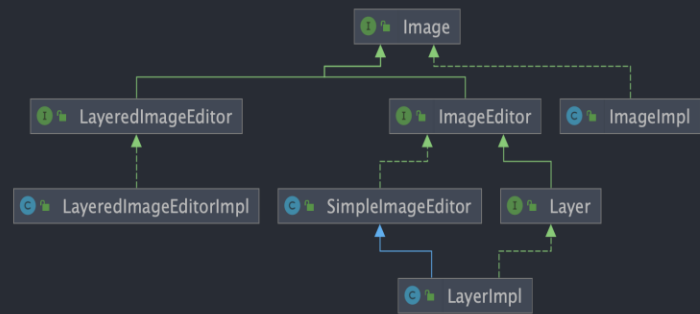 I Image
I LayeredImageEditor
I ImageEditor
C ImageImpl
C LayeredImageEditorImpl
C SimpleImageEditor
I Layer
C LayerImpl